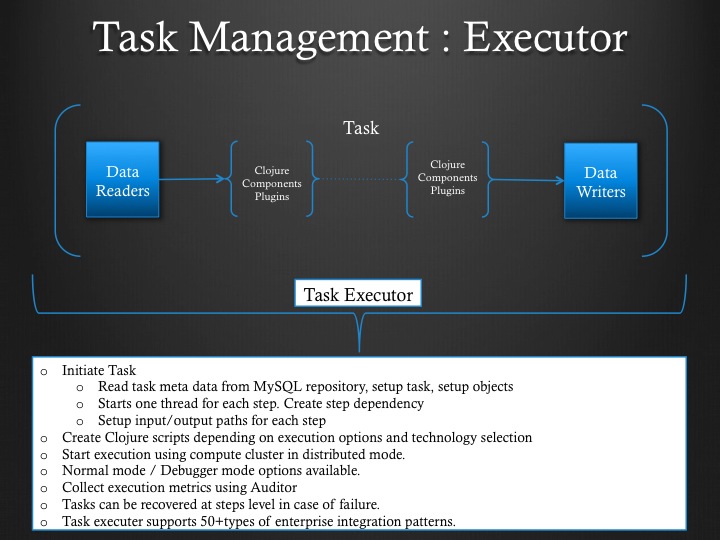 Task Management : Executor
Task
Data
Readers
Clojure
Components
Plugins
Clojure
Components
Plugins
Data
Writers
Task Executor
o Initiate Task
o Read task meta data from MySQL repository, setup task, setup objects
o Starts one thread for each step. Create step dependency
o Setup input/output paths for each step
o Create Clojure scripts depending on execution options and technology selection
o Start execution using compute cluster in distributed mode.
o Normal mode / Debugger mode options available.
o Collect execution metrics using Auditor
o Tasks can be recovered at steps level in case of failure.
o Task executer supports 50+types of enterprise integration patterns.